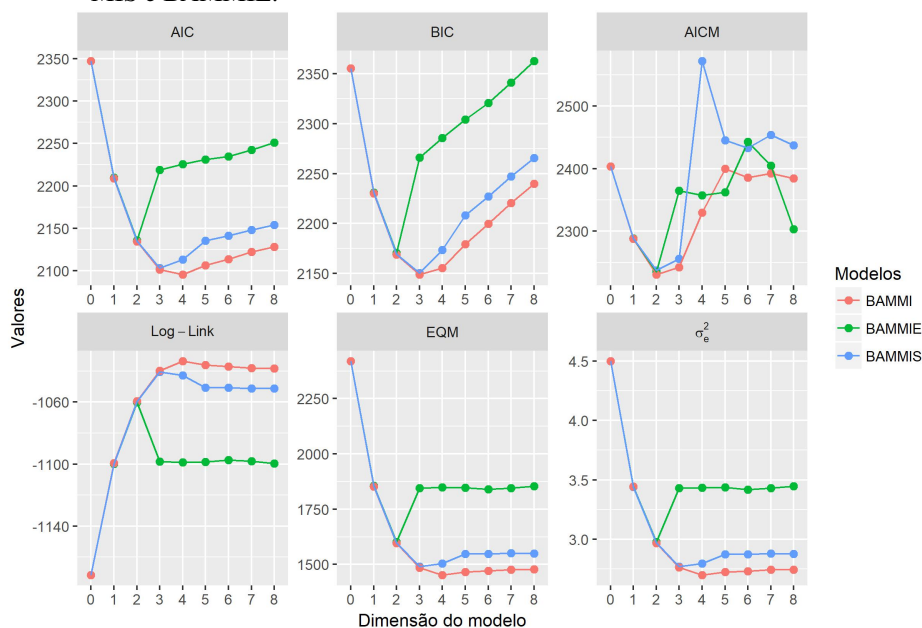 MIS e BAMMIE.
AIC BIC AICM
2350
2300
2250
2200
2150
2100
2350
2300
2250
2200
2150
2500
2400
2300
0 1 2 3 4 5 6 7 8
0 1 2 3 4 5 6 7 8
0 1 2 3 4 5 6 7 8
Valores
Log – Link EQM σ²ₑ
-1060
-1100
-1140
2250
2000
1750
1500
4.5
4.0
3.5
3.0
0 1 2 3 4 5 6 7 8
0 1 2 3 4 5 6 7 8
0 1 2 3 4 5 6 7 8
Dimensão do modelo
Modelos
BAMMI
BAMMIE
BAMMIS